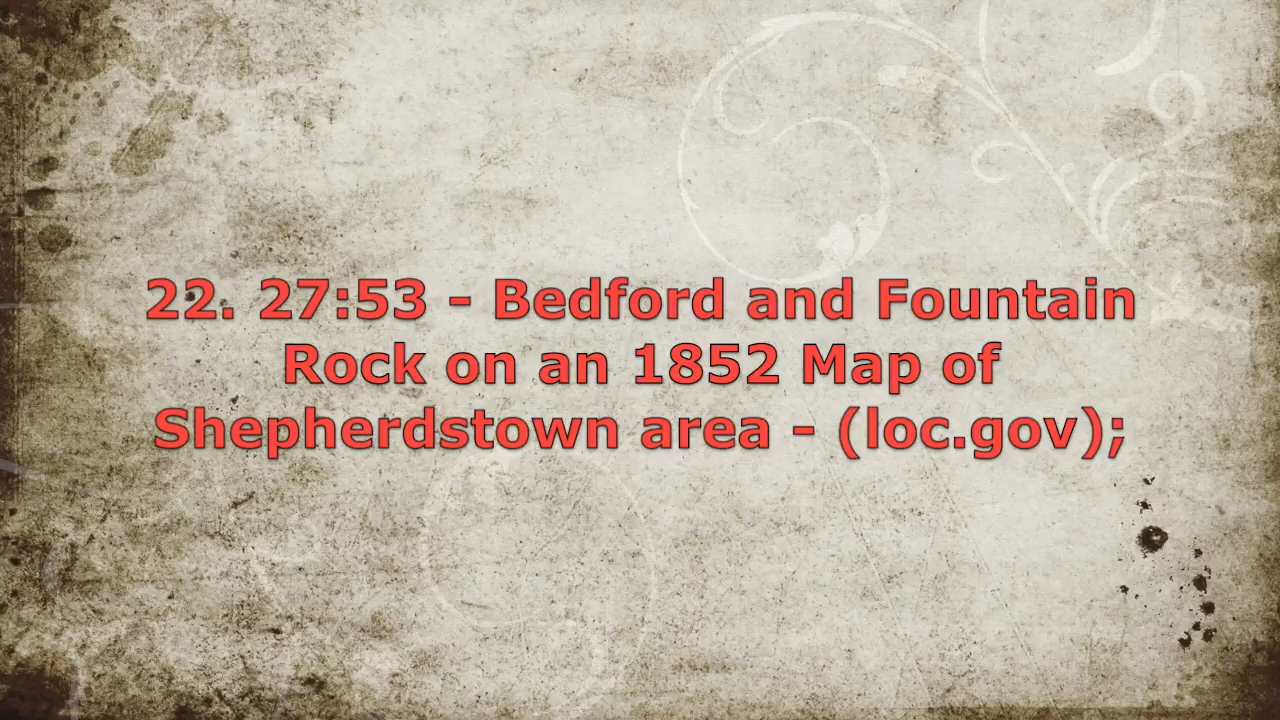 22. 27:53 - Bedford and Fountain
Rock on an 1852 Map of
Shepherdstown area - (loc.gov);